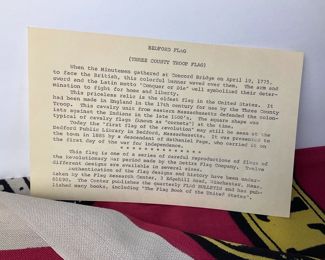 BEDFORD FLAG
(THREE COUNTY TROOP FLAG)
When the Minutemen gathered at Concord Bridge on April 19, 1775,
to face the British, this colorful banner waved over them. The arm and
sword and the Latin motto "Conquer or Die" well symbolized their deter-
mination to fight for home and liberty.
This priceless relic is the oldest flag in the United States. It
had been made in England in the 17th century for use by the Three County
Troop. This cavalry unit from eastern Massachusetts defended the colon-
ists against Indians in the late 1600's. The square shape was
typical of cavalry flags (known as "cornets") at the time.
Today the "first flag of the revolution" may still be seen at the
Bedford Public Library in Bedford, Massachusetts. It was presented to
the town in 1885 by a descendant of Nathaniel Page, who carried it on
the first day of the war for independence.
* * * * * * * * * * * * * *
This flag is one of a series of careful reproductions of flags of
the revolutionary war period made by the Dettra Flag Company. Twelve
different designs are available in several sizes.
Authentication of the flag designs and history have been under-
taken by the Flag Research Center, 3 Edgehill Road, Winchester, Mass.
01890. The Center publishes the quarterly FLAG BULLETIN and has pub-
lished many books, including "The Flag Book of the United States".